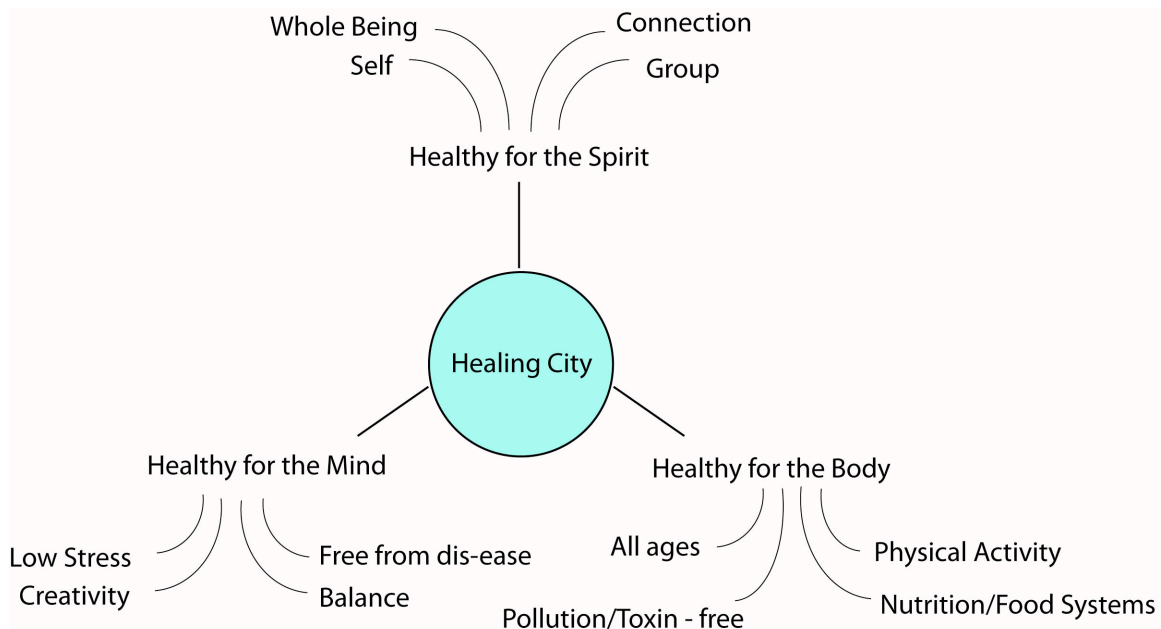 Whole Being
Connection
Self
Group
Healthy for the Spirit
Healing City
Healthy for the Mind
Healthy for the Body
Low Stress
Free from dis-ease
Creativity
Balance
All ages
Physical Activity
Pollution/Toxin - free
Nutrition/Food Systems